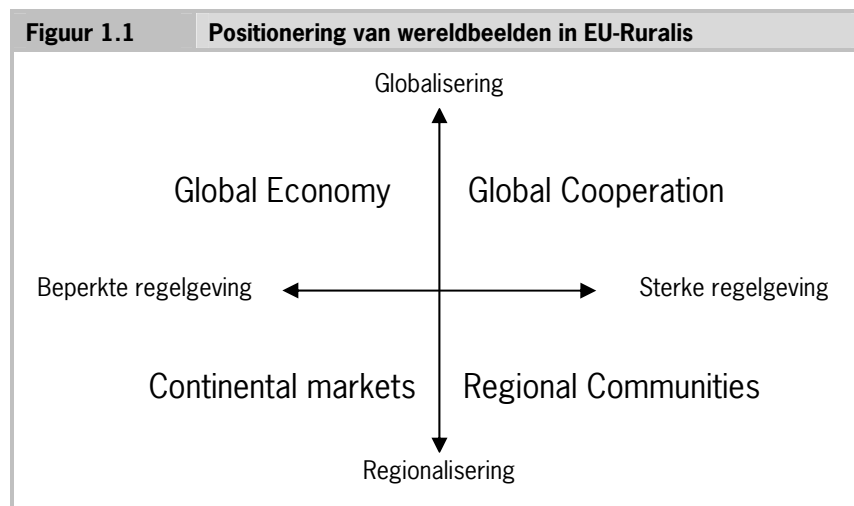 Figuur 1.1 Positionering van wereldbeelden in EU-Ruralis
Globalisering
Global Economy Global Cooperation
Beperkte regelgeving Sterke regelgeving
Continental markets Regional Communities
Regionalisering